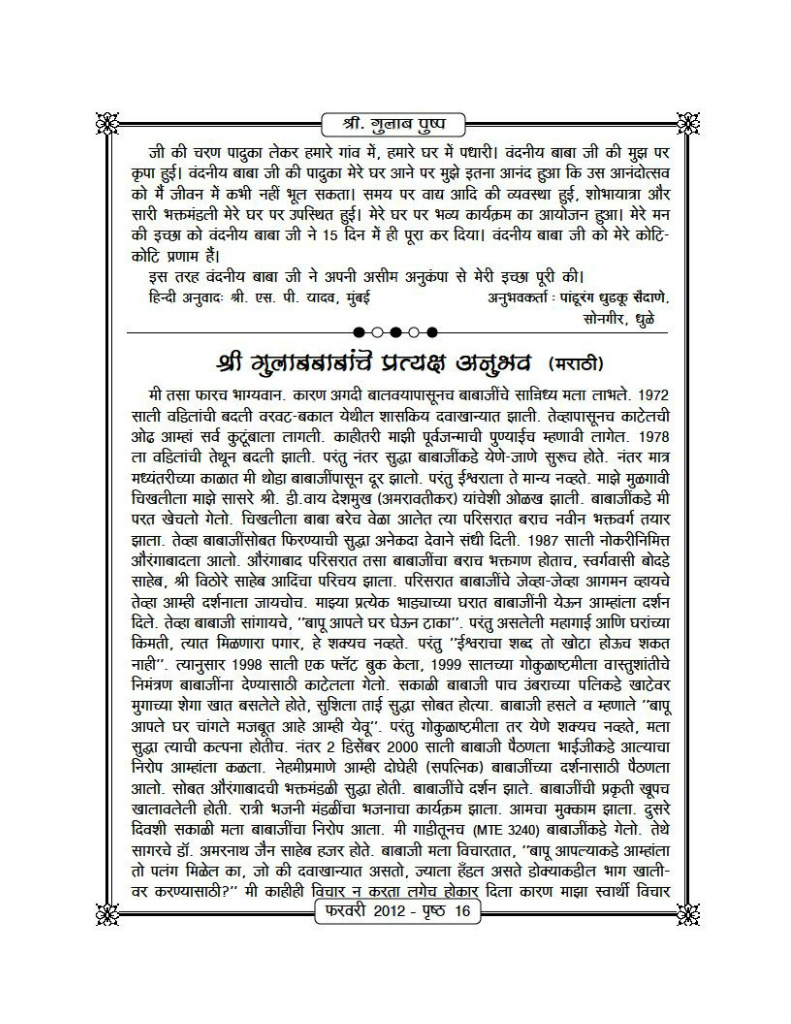 श्री. गुलाब पुष्प
जी की चरण पादुका लेकर हमारे गांव में, हमारे घर में पधारी। वंदनीय बाबा जी की मुझ पर
कृपा हुई। वंदनीय बाबा जी की पादुका मेरे घर आने पर मुझे इतना आनंद हुआ कि उस आनंदोत्सव
को मैं जीवन में कभी नहीं भूल सकता। समय पर वाद्य आदि की व्यवस्था हुई, शोभायात्रा और
सारी भक्तमंडली मेरे घर पर उपस्थित हुई। मेरे घर पर भव्य कार्यक्रम का आयोजन हुआ। मेरे मन
की इच्छा को वंदनीय बाबा जी ने 15 दिन में ही पूरा कर दिया। वंदनीय बाबा जी को मेरे कोटि-
कोटि प्रणाम हैं।
इस तरह वंदनीय बाबा जी ने अपनी असीम अनुकंपा से मेरी इच्छा पूरी की।
हिन्दी अनुवादः श्री. एस. पी. यादव, मुंबई अनुभवकर्ता : पांडूरंग धुडकू सैदाणे,
सोनगीर, धुळे
श्री गुलाबबाबांचे प्रत्यक्ष अनुभव (मराठी)
मी तसा फारच भाग्यवान. कारण अगदी बालवयापासूनच बाबाजींचे सान्निध्य मला लाभले. 1972
साली वडिलांची बदली वरवट-बकाल येथील शासकिय दवाखान्यात झाली. तेव्हापासूनच काटेलची
ओढ आम्हां सर्व कुटूंबाला लागली. काहीतरी माझी पूर्वजन्माची पुण्याईच म्हणावी लागेल. 1978
ला वडिलांची तेथून बदली झाली. परंतु नंतर सुद्धा बाबाजींकडे येणे-जाणे सुरूच होते. नंतर मात्र
मध्यंतरीच्या काळात मी थोडा बाबाजींपासून दूर झालो. परंतु ईश्वराला ते मान्य नव्हते. माझे मुळगावी
चिखलीला माझे सासरे श्री. डी.वाय देशमुख (अमरावतीकर) यांचेशी ओळख झाली. बाबाजींकडे मी
परत खेचलो गेलो. चिखलीला बाबा बरेच वेळा आलेत त्या परिसरात बराच नवीन भक्तवर्ग तयार
झाला. तेव्हा बाबाजींसोबत फिरण्याची सुद्धा अनेकदा देवाने संधी दिली. 1987 साली नोकरीनिमित्त
औरंगाबादला आलो. औरंगाबाद परिसरात तसा बाबाजींचा बराच भक्तगण होताच, स्वर्गवासी बोदडे
साहेब, श्री विठोरे साहेब आदिंचा परिचय झाला. परिसरात बाबाजींचे जेव्हा-जेव्हा आगमन व्हायचे
तेव्हा आम्ही दर्शनाला जायचोच. माझ्या प्रत्येक भाड्याच्या घरात बाबाजींनी येऊन आम्हांला दर्शन
दिले. तेव्हा बाबाजी सांगायचे, ''बापू आपले घर घेऊन टाका''. परंतु असलेली महागाई आणि घरांच्या
किमती, त्यात मिळणारा पगार, हे शक्यच नव्हते. परंतु ''ईश्वराचा शब्द तो खोटा होऊच शकत
नाही''. त्यानुसार 1998 साली एक फ्लॅट बुक केला, 1999 सालच्या गोकुळाष्टमीला वास्तुशांतीचे
निमंत्रण बाबाजींना देण्यासाठी काटेलला गेलो. सकाळी बाबाजी पाच उंबराच्या पलिकडे खाटेवर
मुगाच्या शेगा खात बसलेले होते, सुशिला ताई सुद्धा सोबत होत्या. बाबाजी हसले व म्हणाले ''बापू
आपले घर चांगले मजबूत आहे आम्ही येवू''. परंतु गोकुळाष्टमीला तर येणे शक्यच नव्हते, मला
सुद्धा त्याची कल्पना होतीच. नंतर 2 डिसेंबर 2000 साली बाबाजी पैठणला भाईजीकडे आल्याचा
निरोप आम्हांला कळला. नेहमीप्रमाणे आम्ही दोघेही (सपत्निक) बाबाजींच्या दर्शनासाठी पैठणला
आलो. सोबत औरंगाबादची भक्तमंडळी सुद्धा होती. बाबाजींचे दर्शन झाले. बाबाजींची प्रकृती खूपच
खालावलेली होती. रात्री भजनी मंडळींचा भजनाचा कार्यक्रम झाला. आमचा मुक्काम झाला. दुसरे
दिवशी सकाळी मला बाबाजींचा निरोप आला. मी गाडीतूनच (MTE 3240) बाबाजींकडे गेलो. तेथे
सागरचे डॉ. अमरनाथ जैन साहेब हजर होते. बाबाजी मला विचारतात, ''बापू आपल्याकडे आम्हांला
तो पलंग मिळेल का, जो की दवाखान्यात असतो, ज्याला हँडल असते डोक्याकडील भाग खाली-
वर करण्यासाठी?'' मी काहीही विचार न करता लगेच होकार दिला कारण माझा स्वार्थी विचार
फरवरी 2012 - पृष्ठ 16